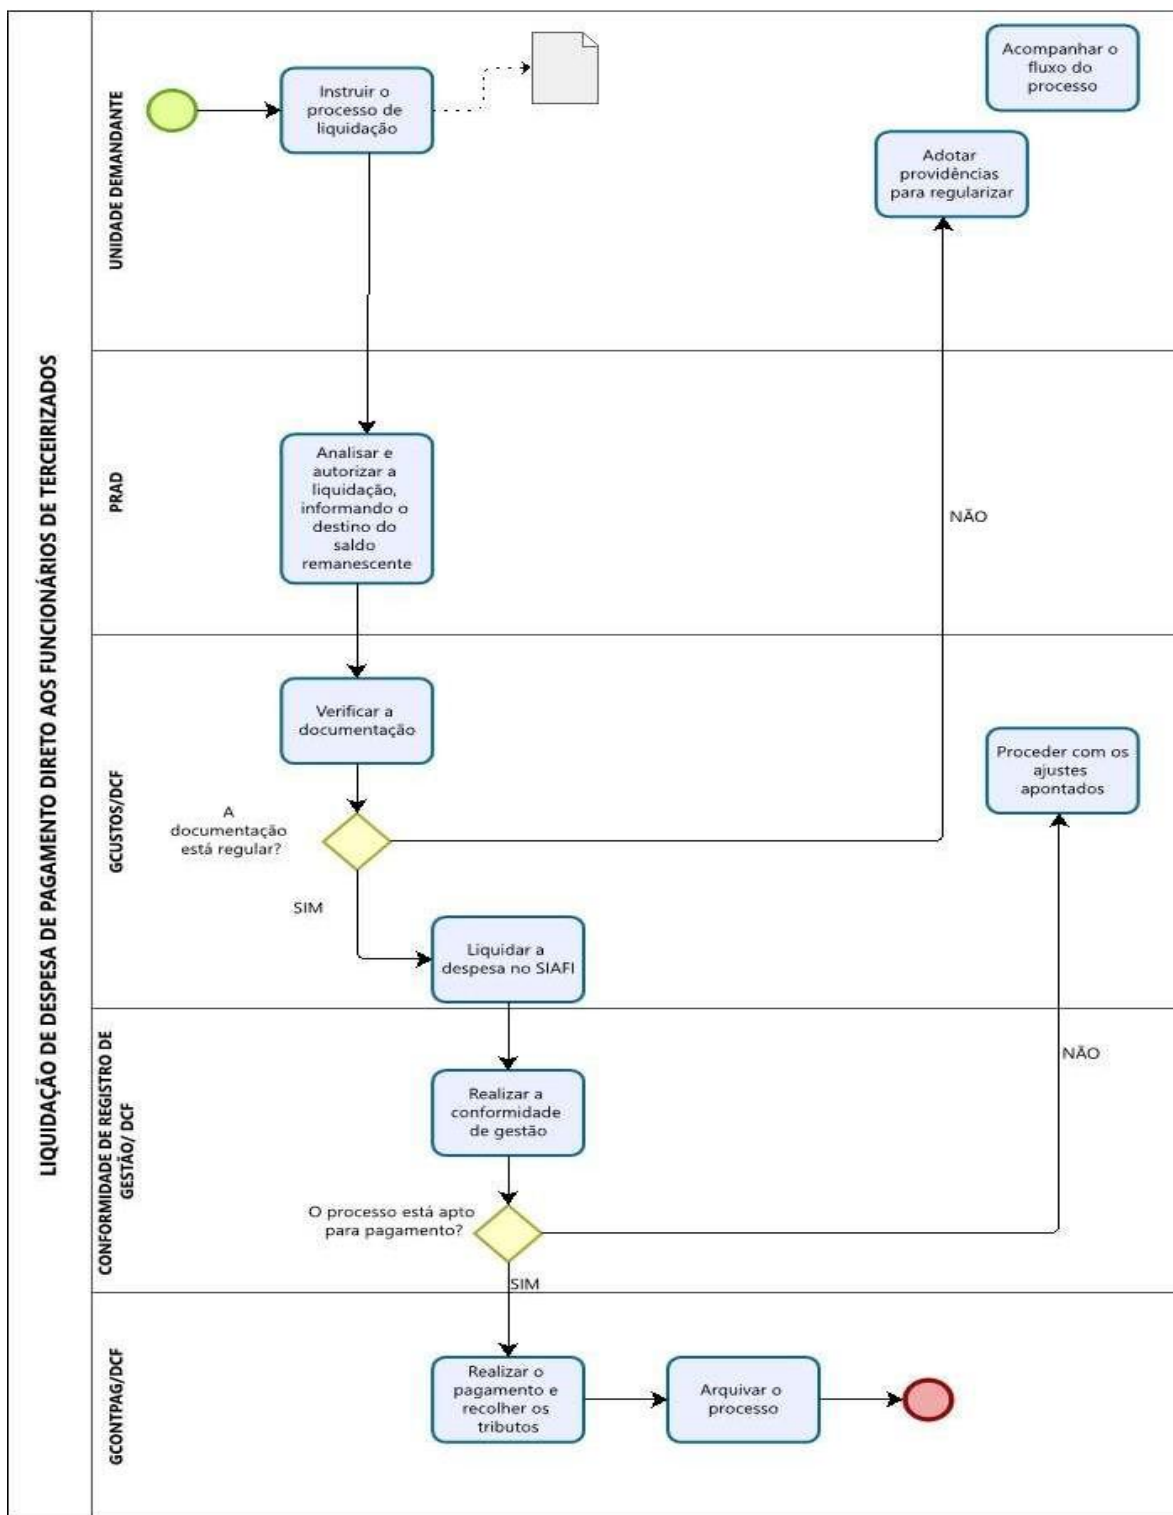 LIQUIDAÇÃO DE DESPESA DE PAGAMENTO DIRETO AOS FUNCIONÁRIOS DE TERCEIRIZADOS
UNIDADE DEMANDANTE
Instruir o
processo de
liquidação
Acompanhar o
fluxo do
processo
Adotar
providências
para regularizar
PRAD
Analisar e
autorizar a
liquidação,
informando o
destino do
saldo
remanescente
NÃO
GCUSTOS/DCF
Verificar a
documentação
A
documentação
está regular?
SIM
Proceder com os
ajustes
apontados
Liquidar a
despesa no SIAFI
CONFORMIDADE DE REGISTRO DE
GESTÃO/ DCF
Realizar a
conformidade
de gestão
NÃO
O processo está apto
para pagamento?
SIM
GCONTPAG/DCF
Realizar o
pagamento e
recolher os
tributos
Arquivar o
processo